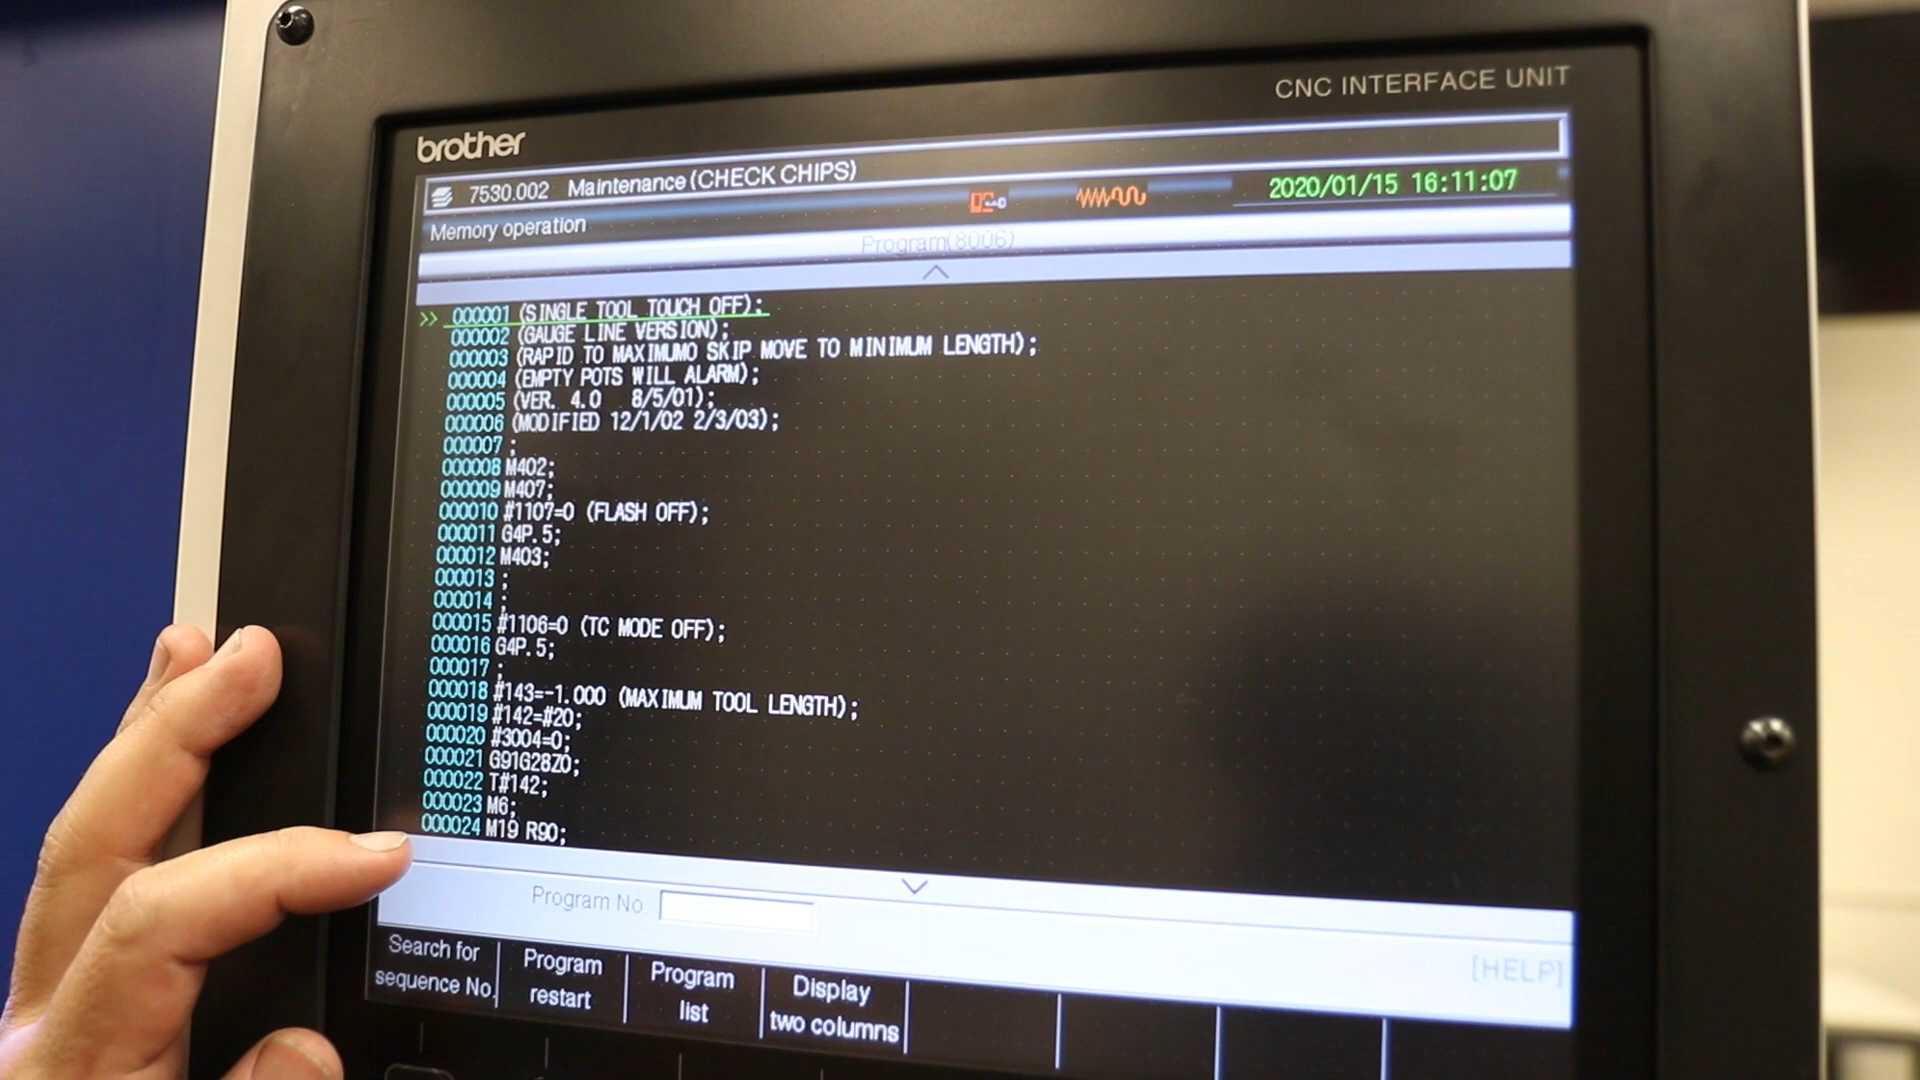 CNC INTERFACE UNIT
brother
7530.002 Maintenance (CHECK CHIPS)
2020/01/15 16:11:07
Memory operation
Program(8006)
>> 000001 (SINGLE TOOL TOUCH OFF);
000002 (GAUGE LINE VERSION);
000003 (RAPID TO MAXIMUMO SKIP MOVE TO MINIMUM LENGTH);
000004 (EMPTY POTS WILL ALARM);
000005 (VER. 4.0 8/5/01);
000006 (MODIFIED 12/1/02 2/3/03);
000007 ;
000008 M402;
000009 M407;
000010 #1107=0 (FLASH OFF);
000011 G4P.5;
000012 M403;
000013 ;
000014 ;
000015 #1106=0 (TC MODE OFF);
000016 G4P.5;
000017 ;
000018 #143=-1.000 (MAXIMUM TOOL LENGTH);
000019 #142=#20;
000020 #3004=0;
000021 G91G28Z0;
000022 T#142;
000023 M6;
000024 M19 R90;
Program No.
[HELP]
Search for
sequence No.
Program
restart
Program
list
Display
two columns